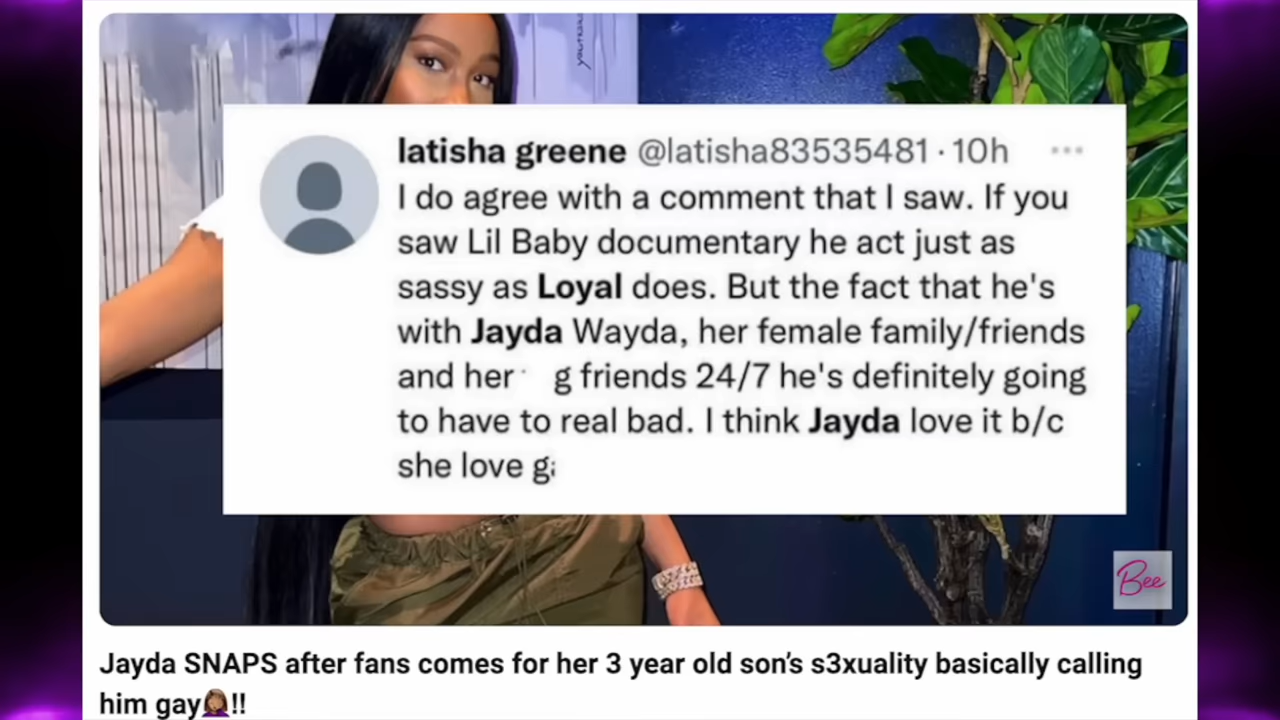 latisha greene @latisha83535481 · 10h
I do agree with a comment that I saw. If you
saw Lil Baby documentary he act just as
sassy as Loyal does. But the fact that he's
with Jayda Wayda, her female family/friends
and her g friends 24/7 he's definitely going
to have to real bad. I think Jayda love it b/c
she love g
Bee
Jayda SNAPS after fans comes for her 3 year old son's s3xuality basically calling
him gay🤦🏽‍♀️!!